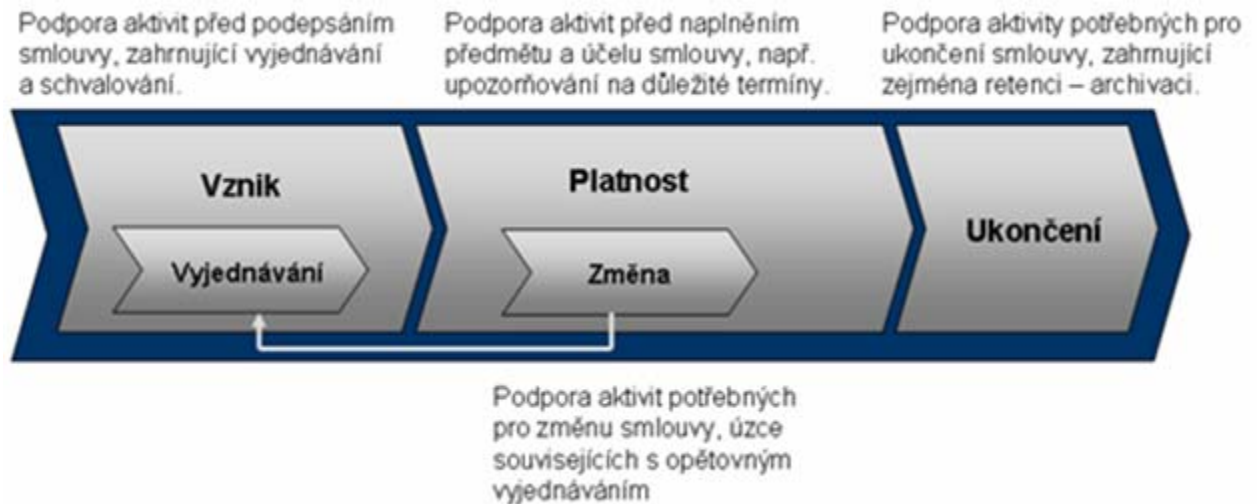 Podpora aktivit před podepsáním
smlouvy, zahrnující vyjednávání
a schvalování.
Podpora aktivit před naplněním
předmětu a účelu smlouvy, např.
upozorňování na důležité termíny.
Podpora aktivity potřebných pro
ukončení smlouvy, zahrnující
zejména retenci – archivaci.
Vznik
Vyjednávání
Platnost
Změna
Ukončení
Podpora aktivit potřebných
pro změnu smlouvy, úzce
souvisejících s opětovným
vyjednáváním